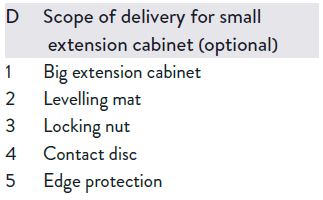 D Scope of delivery for small
extension cabinet (optional)
1 Big extension cabinet
2 Levelling mat
3 Locking nut
4 Contact disc
5 Edge protection